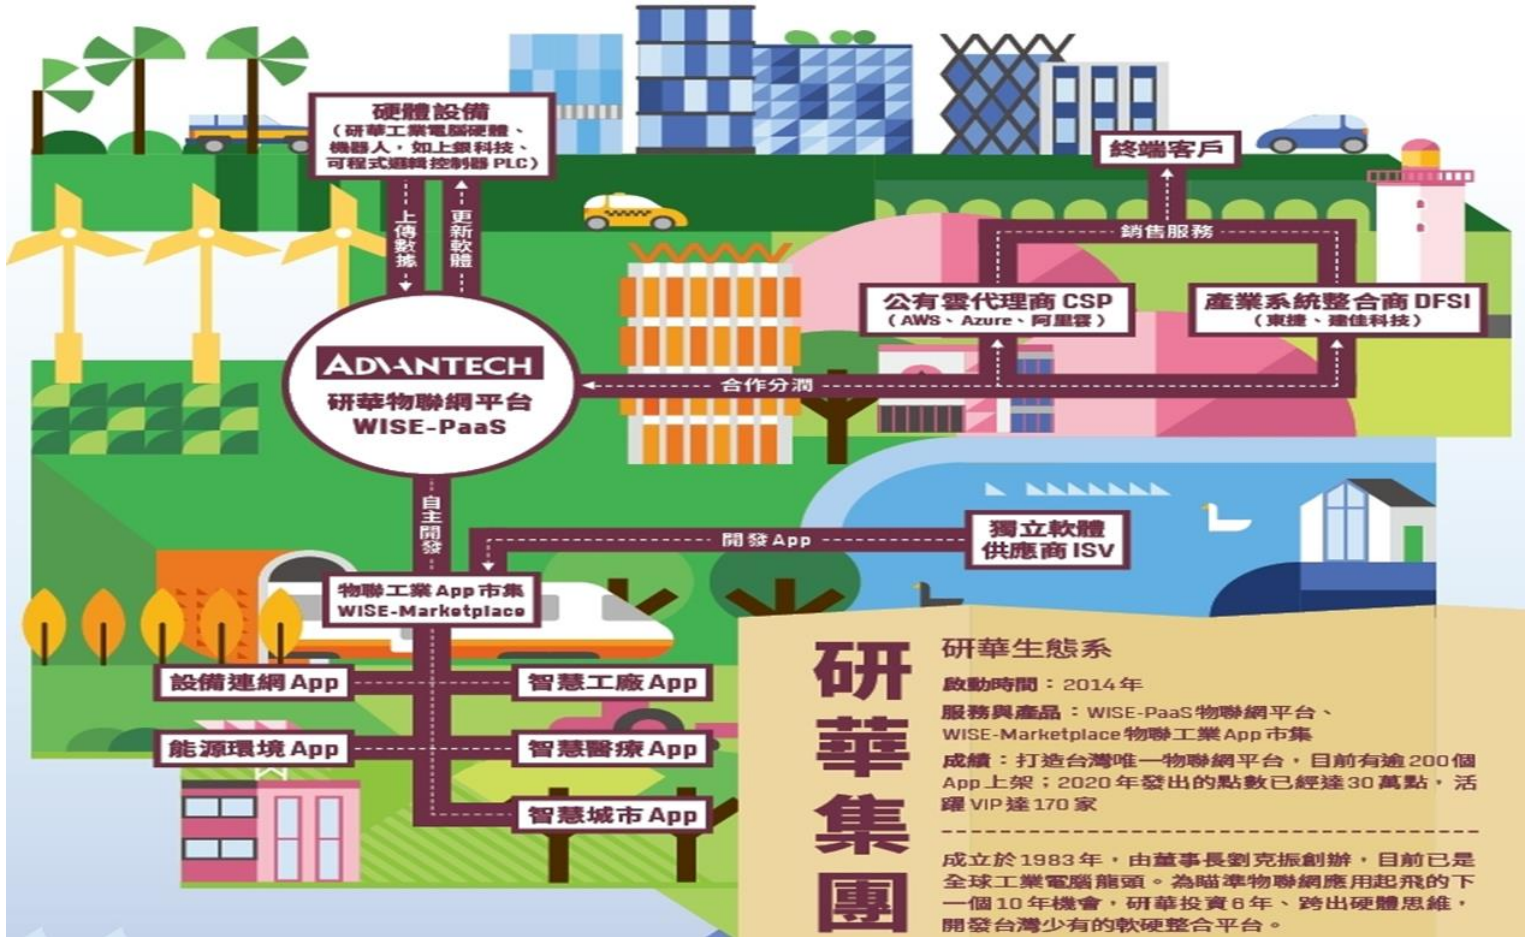 硬體設備
(研華工業電腦硬體、
機器人,如上銀科技、
可程式邏輯控制器 PLC)
上傳數據
更新軟體
終端客戶
銷售服務
公有雲代理商 CSP
(AWS、Azure、阿里雲)
產業系統整合商 DFSI
(東捷、建佳科技)
ADVANTECH
研華物聯網平台
WISE-PaaS
合作分潤
自主開發
開發 App
獨立軟體
供應商 ISV
物聯工業 App 市集
WISE-Marketplace
設備連網 App
智慧工廠 App
能源環境 App
智慧醫療 App
智慧城市 App
研華集團
研華生態系
啟動時間:2014 年
服務與產品:WISE-PaaS 物聯網平台、
WISE-Marketplace 物聯工業 App 市集
成績:打造台灣唯一物聯網平台,目前有逾 200 個
App 上架;2020 年發出的點數已經達 30 萬點,活
躍 VIP 達 170 家
成立於 1983 年,由董事長劉克振創辦,目前已是
全球工業電腦龍頭。為瞄準物聯網應用起飛的下
一個 10 年機會,研華投資 6 年、跨出硬體思維,
開發台灣少有的軟硬整合平台。